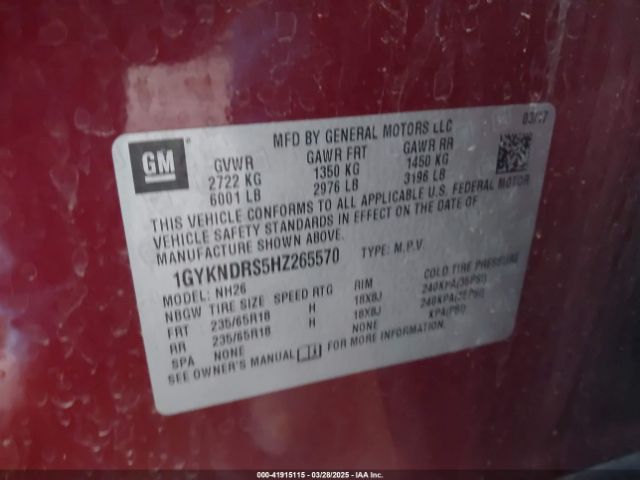 GM
MFD BY GENERAL MOTORS LLC
03/17
GVWR GAWR FRT GAWR RR
2722 KG 1350 KG 1450 KG
6001 LB 2976 LB 3196 LB
THIS VEHICLE CONFORMS TO ALL APPLICABLE U.S. FEDERAL MOTOR
VEHICLE SAFETY STANDARDS IN EFFECT ON THE DATE OF
MANUFACTURE SHOWN ABOVE.
1GYKNDRS5HZ265570 TYPE: M.P.V.
MODEL: NH26
NBGW TIRE SIZE SPEED RTG RIM COLD TIRE PRESSURE
FRT 235/65R18 H 18X8J 240KPA(35PSI)
RR 235/65R18 H 18X8J 240KPA(35PSI)
SPA NONE NONE KPA(PSI)
SEE OWNER'S MANUAL i FOR MORE INFORMATION.
000-41915115 - 03/28/2025 - IAA Inc.